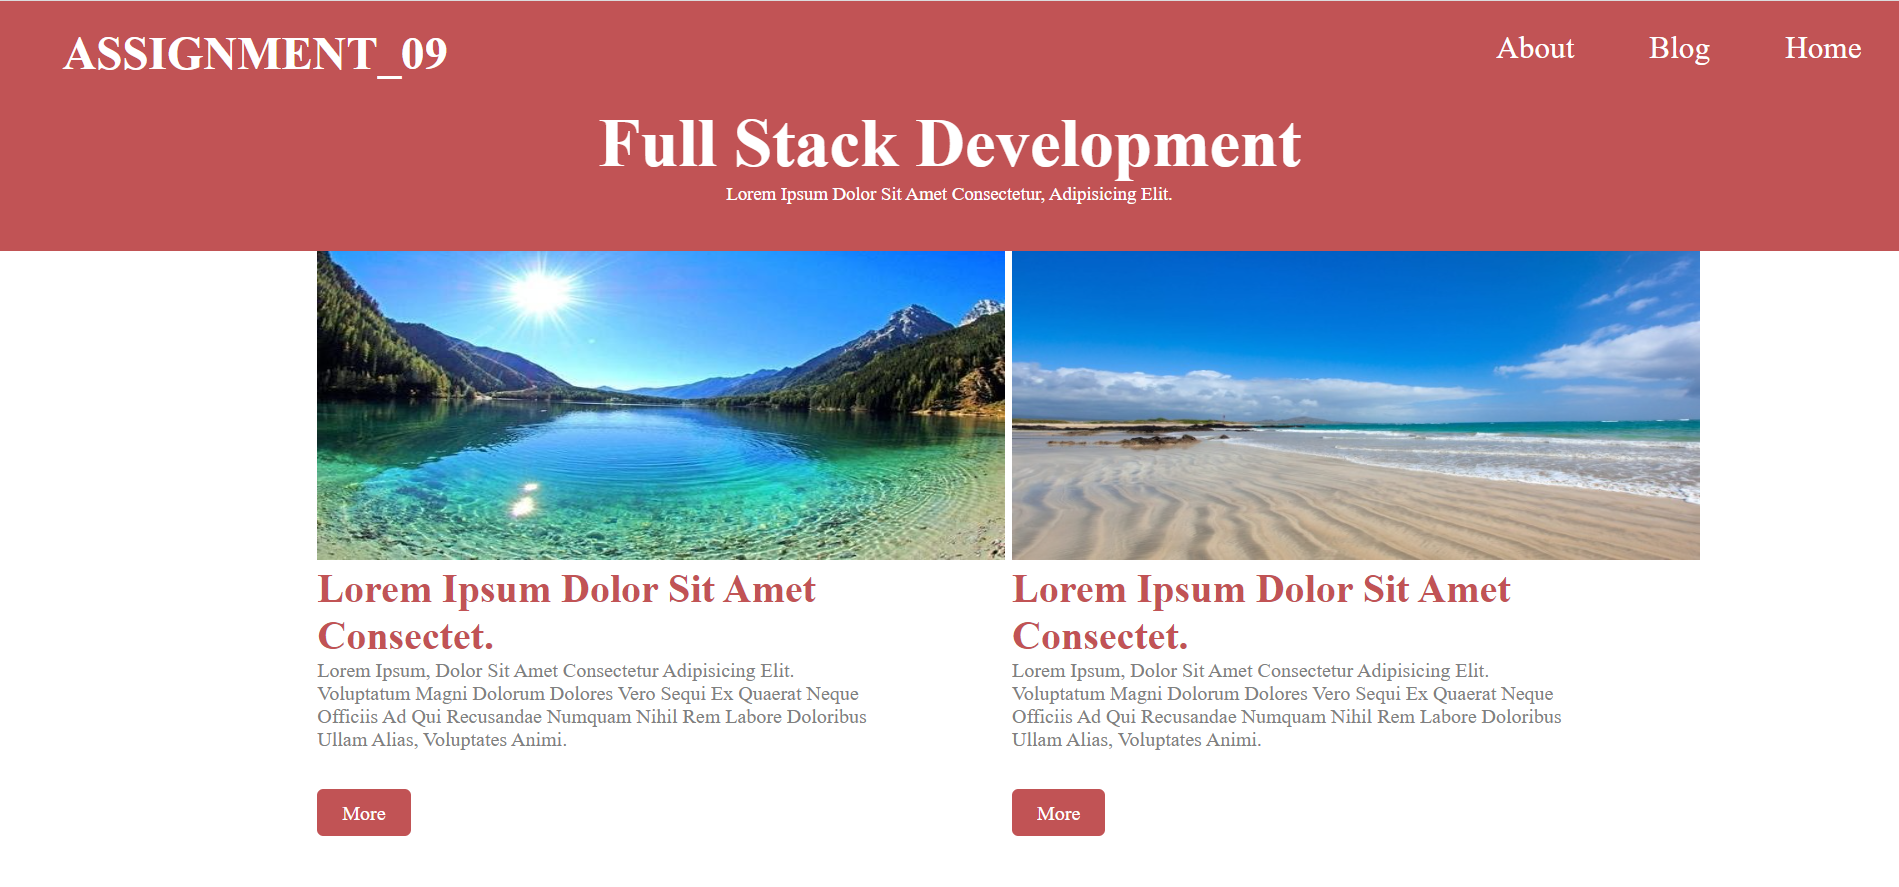 ASSIGNMENT_09
About
Blog
Home
Full Stack Development
Lorem Ipsum Dolor Sit Amet Consectetur, Adipisicing Elit.
Lorem Ipsum Dolor Sit Amet
Consectet.
Lorem Ipsum, Dolor Sit Amet Consectetur Adipisicing Elit.
Voluptatum Magni Dolorum Dolores Vero Sequi Ex Quaerat Neque
Officiis Ad Qui Recusandae Numquam Nihil Rem Labore Doloribus
Ullam Alias, Voluptates Animi.
More
Lorem Ipsum Dolor Sit Amet
Consectet.
Lorem Ipsum, Dolor Sit Amet Consectetur Adipisicing Elit.
Voluptatum Magni Dolorum Dolores Vero Sequi Ex Quaerat Neque
Officiis Ad Qui Recusandae Numquam Nihil Rem Labore Doloribus
Ullam Alias, Voluptates Animi.
More